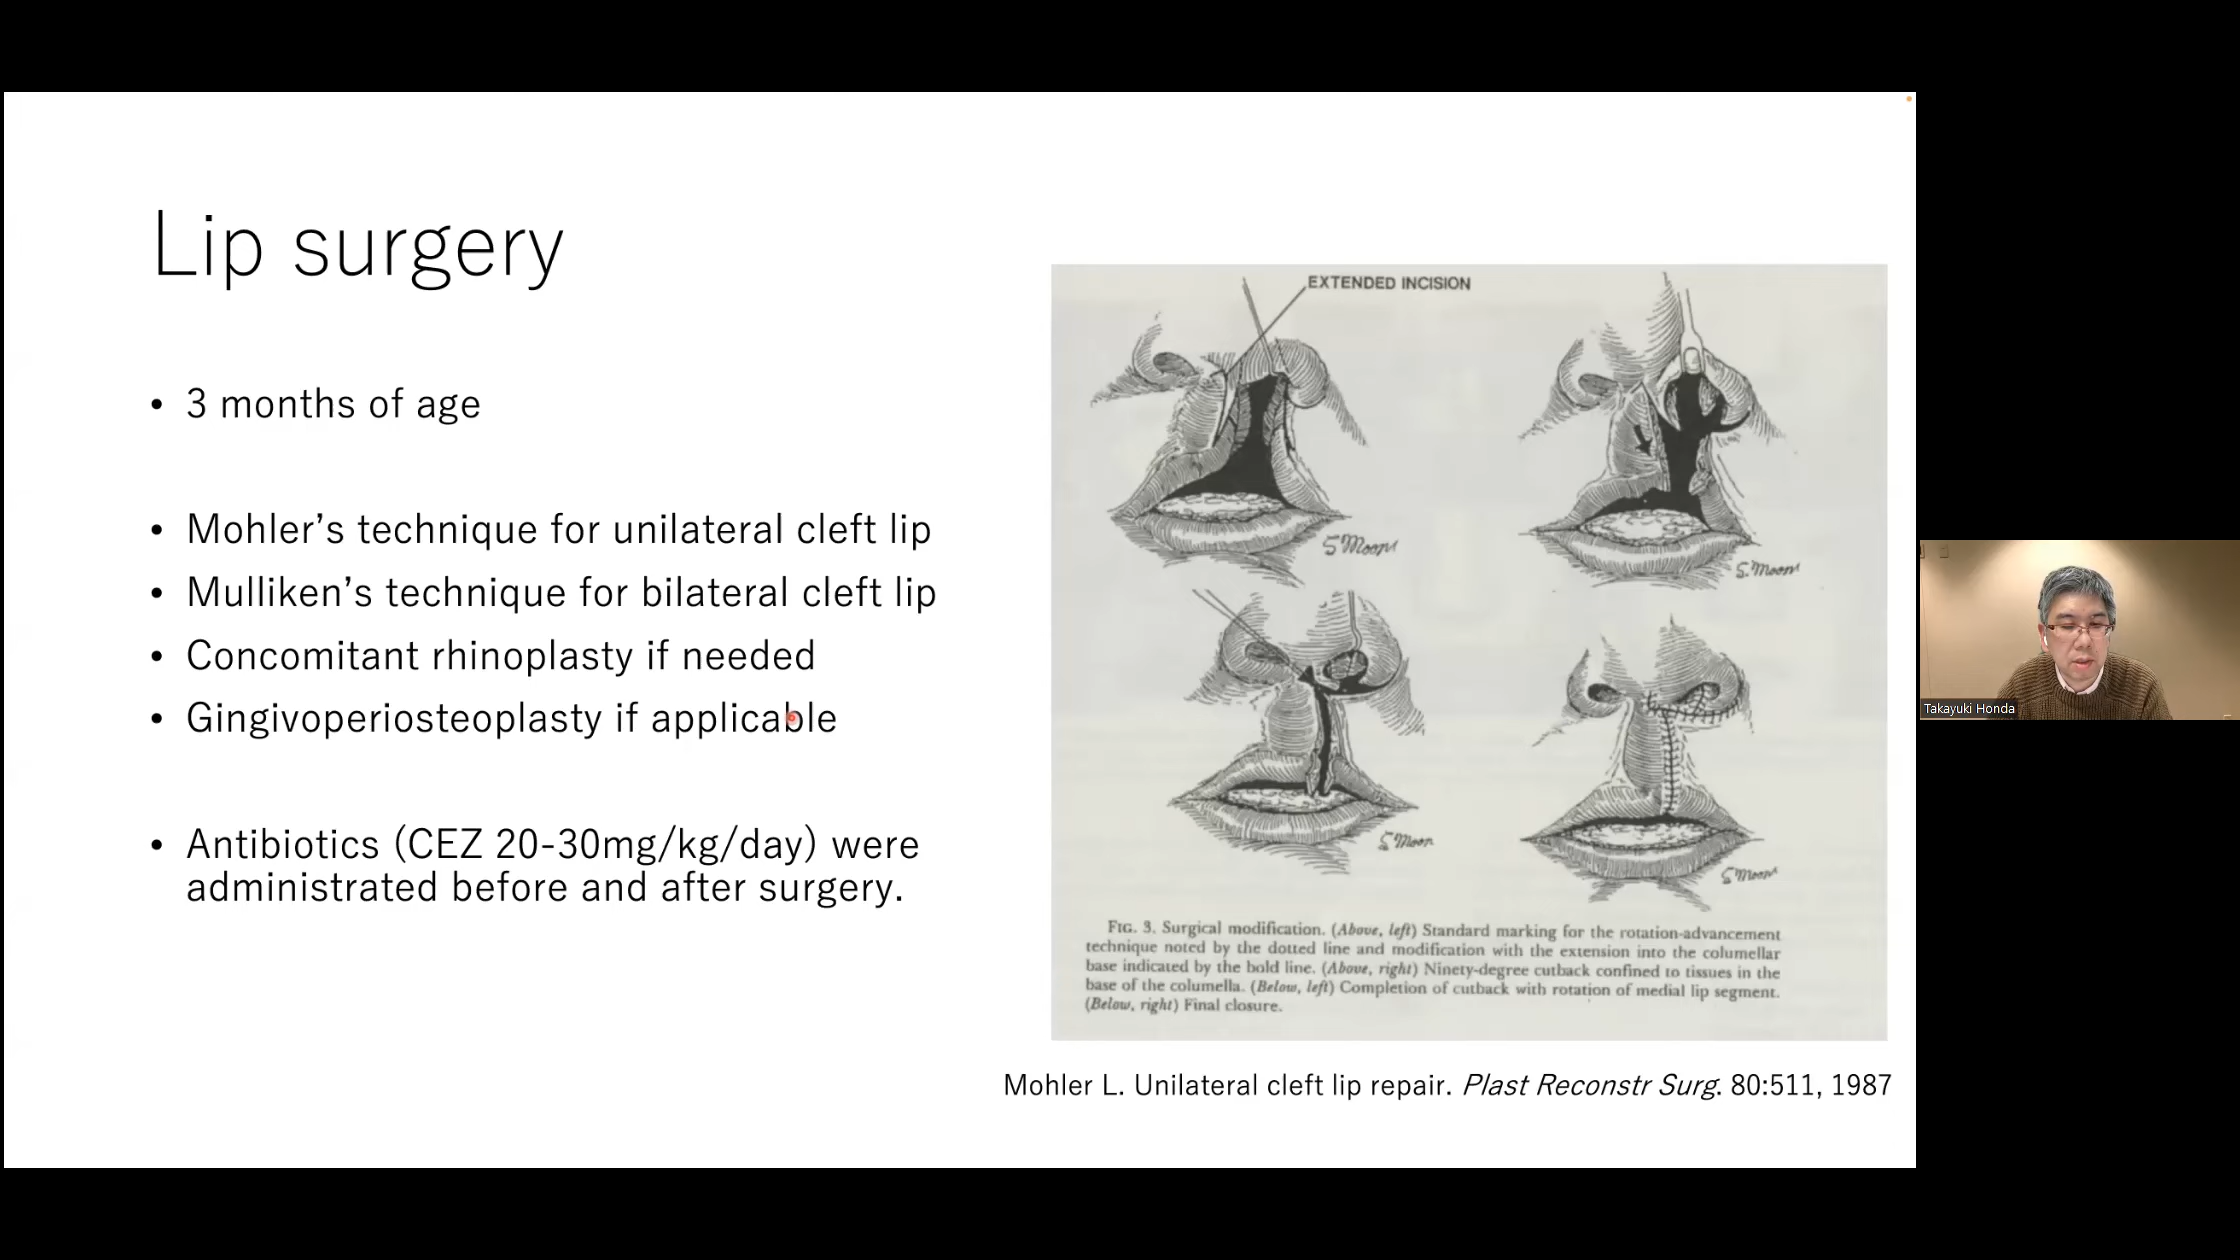 Lip surgery
• 3 months of age
• Mohler’s technique for unilateral cleft lip
• Mulliken’s technique for bilateral cleft lip
• Concomitant rhinoplasty if needed
• Gingivoperiosteoplasty if applicable
• Antibiotics (CEZ 20-30mg/kg/day) were
administrated before and after surgery.
EXTENDED INCISION
S Moon
S. Moon
S Moon
S Moon
FIG. 3. Surgical modification. (Above, left) Standard marking for the rotation-advancement
technique noted by the dotted line and modification with the extension into the columellar
base indicated by the bold line. (Above, right) Ninety-degree cutback confined to tissues in the
base of the columella. (Below, left) Completion of cutback with rotation of medial lip segment.
(Below, right) Final closure.
Mohler L. Unilateral cleft lip repair. Plast Reconstr Surg. 80:511, 1987
Takayuki Honda